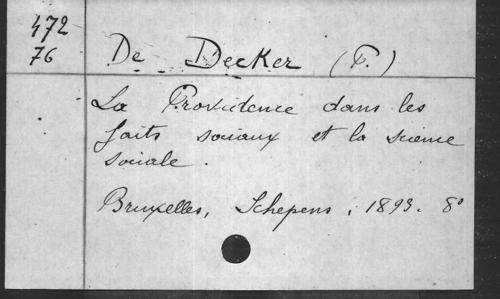 472
76
De Decker (F.)
La Providence dans les
faits sociaux et la science
sociale.
Bruxelles, Schepens, 1893. 8°